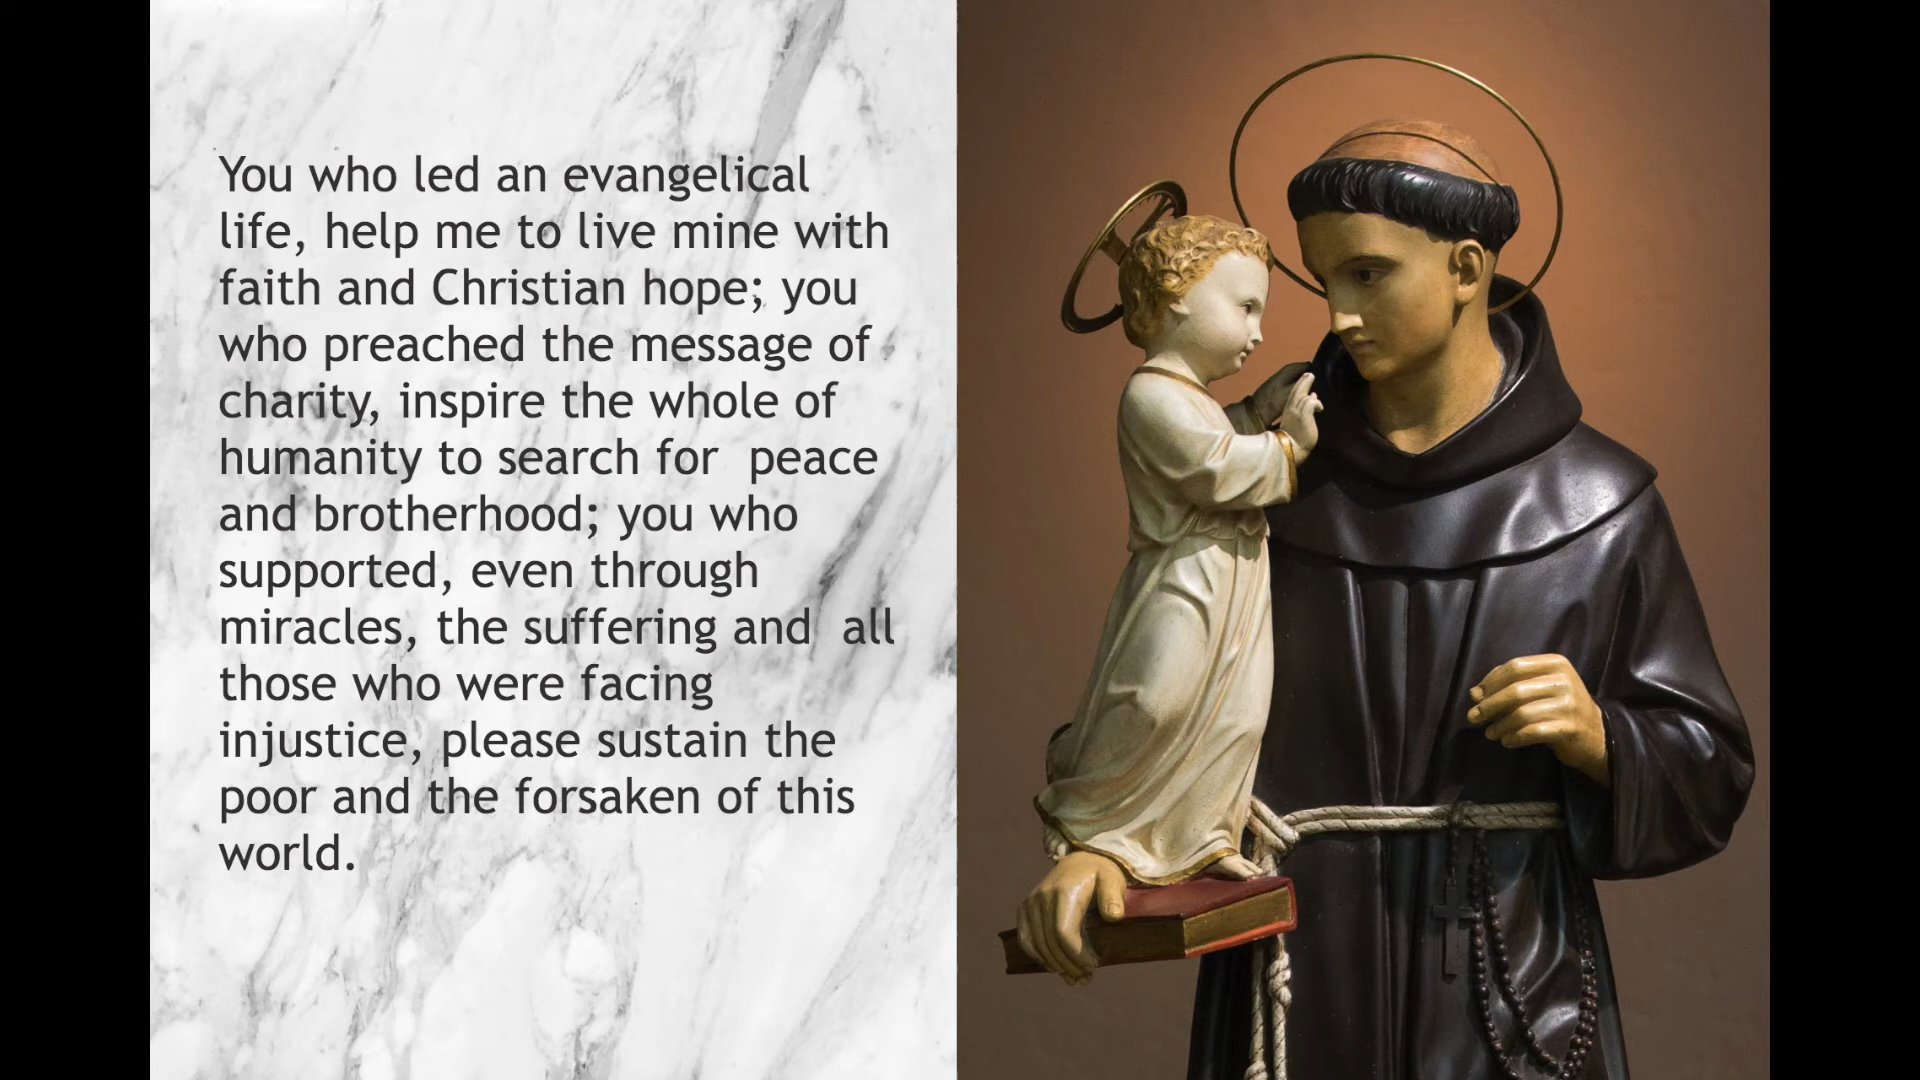 You who led an evangelical
life, help me to live mine with
faith and Christian hope; you
who preached the message of
charity, inspire the whole of
humanity to search for  peace
and brotherhood; you who
supported, even through
miracles, the suffering and  all
those who were facing
injustice, please sustain the
poor and the forsaken of this
world.